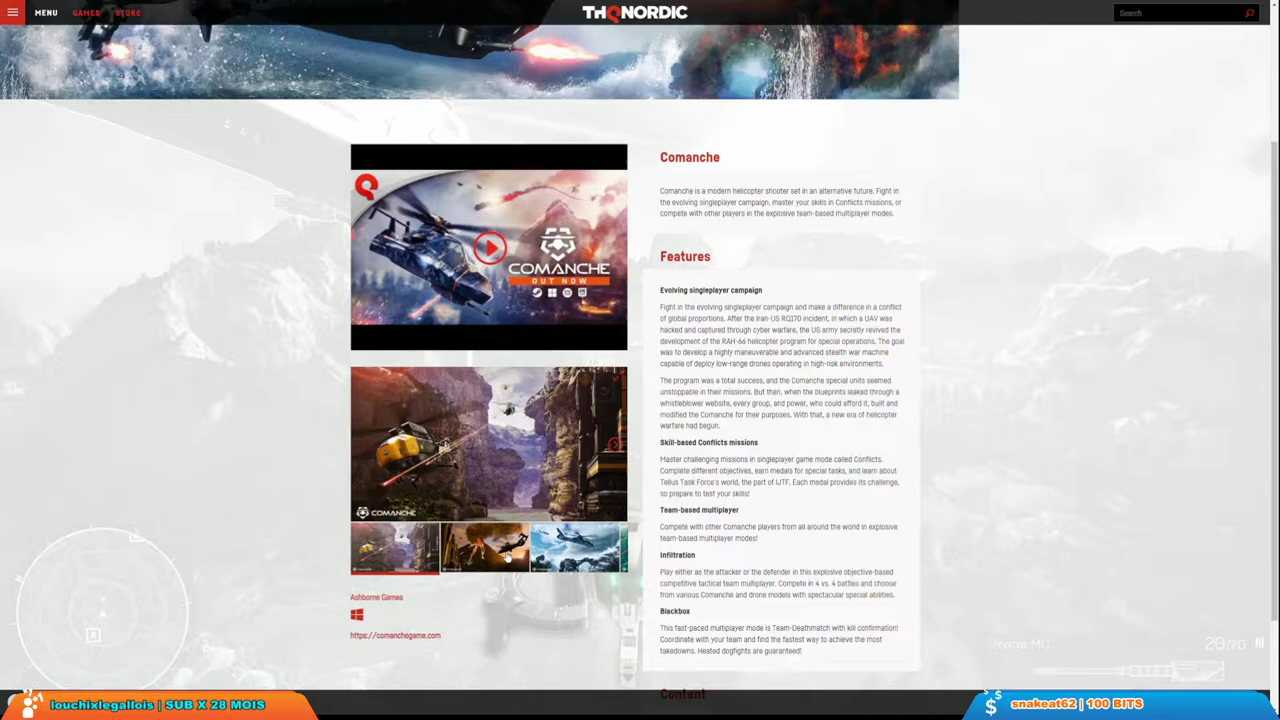 MENU GAMES STORE
THQNORDIC
Search
COMANCHE
OUT NOW
COMANCHE
Ashborne Games
https://comanchegame.com
Comanche
Comanche is a modern helicopter shooter set in an alternative future. Fight in
the evolving singleplayer campaign, master your skills in Conflicts missions, or
compete with other players in the explosive team-based multiplayer modes.
Features
Evolving singleplayer campaign
Fight in the evolving singleplayer campaign and make a difference in a conflict
of global proportions. After the Iran-US RQ170 incident, in which a UAV was
hacked and captured through cyber warfare, the US army secretly revived the
development of the RAH-66 helicopter program for special operations. The goal
was to develop a highly maneuverable and advanced stealth war machine
capable of deploy low-range drones operating in high-risk environments.
The program was a total success, and the Comanche special units seemed
unstoppable in their missions. But then, when the blueprints leaked through a
whistleblower website, every group, and power, who could afford it, built and
modified the Comanche for their purposes. With that, a new era of helicopter
warfare had begun.
Skill-based Conflicts missions
Master challenging missions in singleplayer game mode called Conflicts.
Complete different objectives, earn medals for special tasks, and learn about
Tellus Task Force's world, the part of IJTF. Each medal provides its challenge,
so prepare to test your skills!
Team-based multiplayer
Compete with other Comanche players from all around the world in explosive
team-based multiplayer modes!
Infiltration
Play either as the attacker or the defender in this explosive objective-based
competitive tactical team multiplayer. Compete in 4 vs. 4 battles and choose
from various Comanche and drone models with spectacular special abilities.
Blackbox
This fast-paced multiplayer mode is Team-Deathmatch with kill confirmation!
Coordinate with your team and find the fastest way to achieve the most
takedowns. Heated dogfights are guaranteed!
Content
Drone MG 20/20
louchixlegallois | SUB X 28 MOIS
snakeat62 | 100 BITS